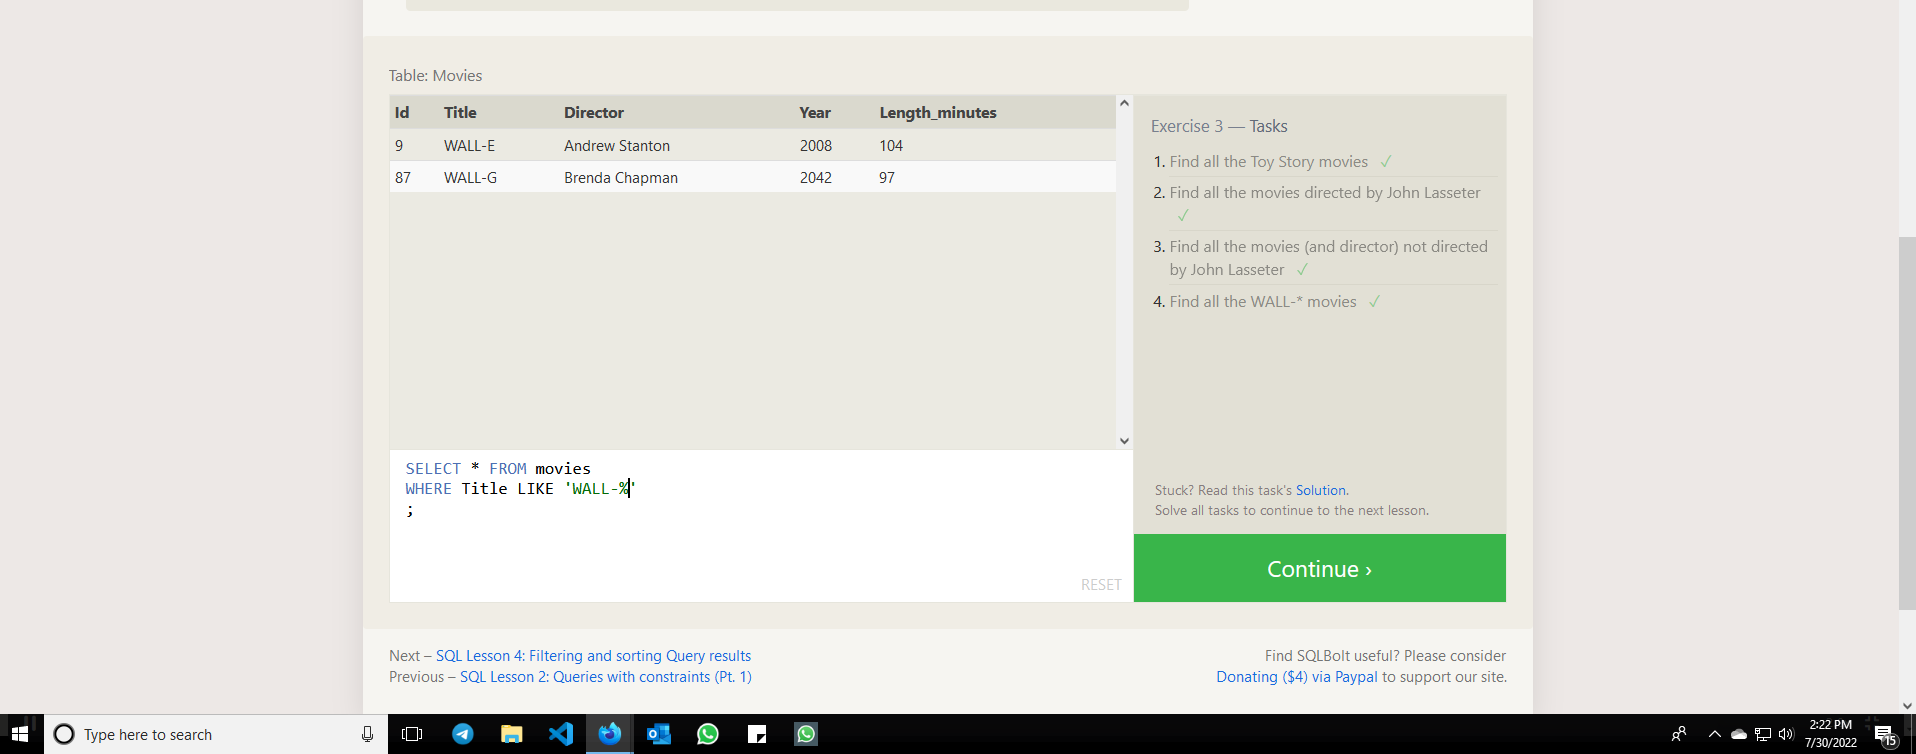 Table: Movies
Id Title Director Year Length_minutes
9 WALL-E Andrew Stanton 2008 104
87 WALL-G Brenda Chapman 2042 97
Exercise 3 — Tasks
1. Find all the Toy Story movies ✓
2. Find all the movies directed by John Lasseter
✓
3. Find all the movies (and director) not directed
by John Lasseter ✓
4. Find all the WALL-* movies ✓
SELECT * FROM movies
WHERE Title LIKE 'WALL-%'
;
RESET
Stuck? Read this task's Solution.
Solve all tasks to continue to the next lesson.
Continue ›
Next – SQL Lesson 4: Filtering and sorting Query results
Previous – SQL Lesson 2: Queries with constraints (Pt. 1)
Find SQLBolt useful? Please consider
Donating ($4) via Paypal to support our site.
Type here to search
2:22 PM
7/30/2022
15